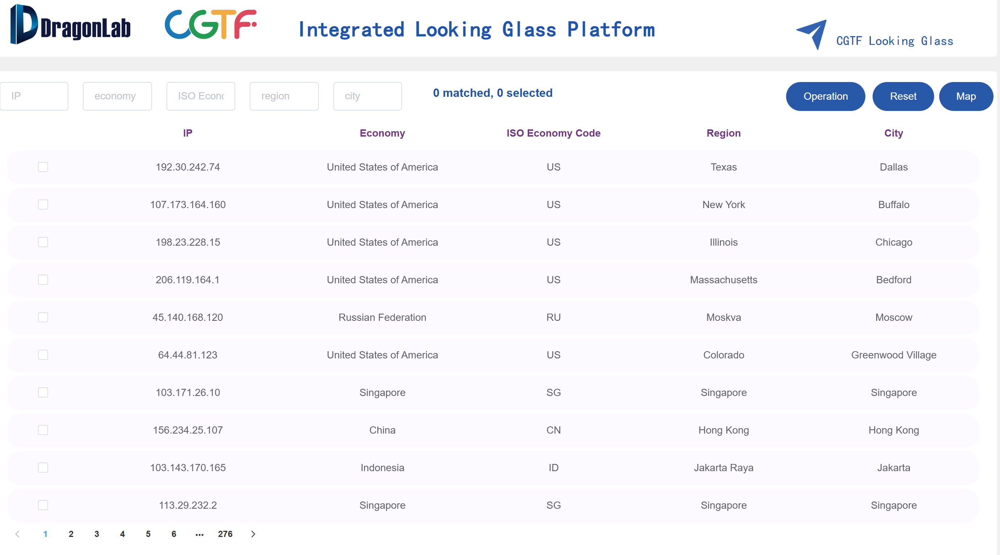 DragonLab CGTF Integrated Looking Glass Platform CGTF Looking Glass
IP economy ISO Econ region city 0 matched, 0 selected Operation Reset Map
IP Economy ISO Economy Code Region City
192.30.242.74 United States of America US Texas Dallas
107.173.164.160 United States of America US New York Buffalo
198.23.228.15 United States of America US Illinois Chicago
206.119.164.1 United States of America US Massachusetts Bedford
45.140.168.120 Russian Federation RU Moskva Moscow
64.44.81.123 United States of America US Colorado Greenwood Village
103.171.26.10 Singapore SG Singapore Singapore
156.234.25.107 China CN Hong Kong Hong Kong
103.143.170.165 Indonesia ID Jakarta Raya Jakarta
113.29.232.2 Singapore SG Singapore Singapore
1 2 3 4 5 6 ... 276